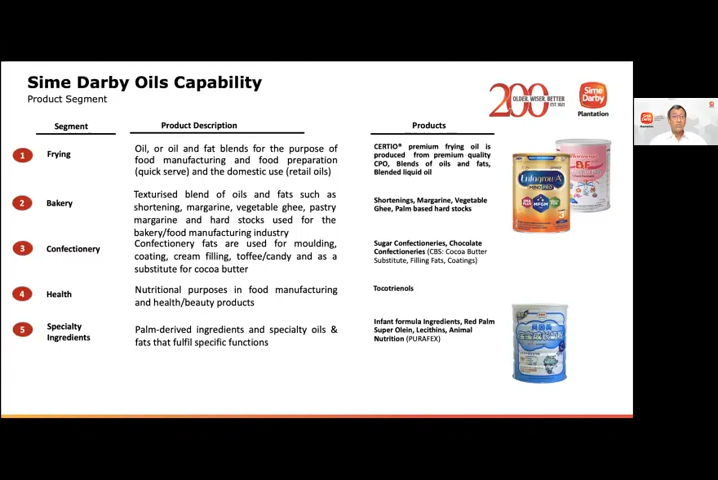 Sime Darby Oils Capability
Product Segment
200
OLDER. WISER. BETTER
EST. 1821
Sime
Darby
Plantation
Segment
Product Description
Products
1
Frying
Oil, or oil and fat blends for the purpose of
food manufacturing and food preparation
(quick serve) and the domestic use (retail oils)
CERTIO® premium frying oil is
produced from premium quality
CPO, Blends of oils and fats,
Blended liquid oil
2
Bakery
Texturised blend of oils and fats such as
shortening, margarine, vegetable ghee, pastry
margarine and hard stocks used for the
bakery/food manufacturing industry
Shortenings, Margarine, Vegetable
Ghee, Palm based hard stocks
3
Confectionery
Confectionery fats are used for moulding,
coating, cream filling, toffee/candy and as a
substitute for cocoa butter
Sugar Confectioneries, Chocolate
Confectioneries (CBS: Cocoa Butter
Substitute, Filling Fats, Coatings)
4
Health
Nutritional purposes in food manufacturing
and health/beauty products
Tocotrienols
5
Specialty
Ingredients
Palm-derived ingredients and specialty oils &
fats that fulfil specific functions
Infant formula Ingredients, Red Palm
Super Olein, Lecithins, Animal
Nutrition (PURAFEX)
Enfagrow A+
MFGM
3